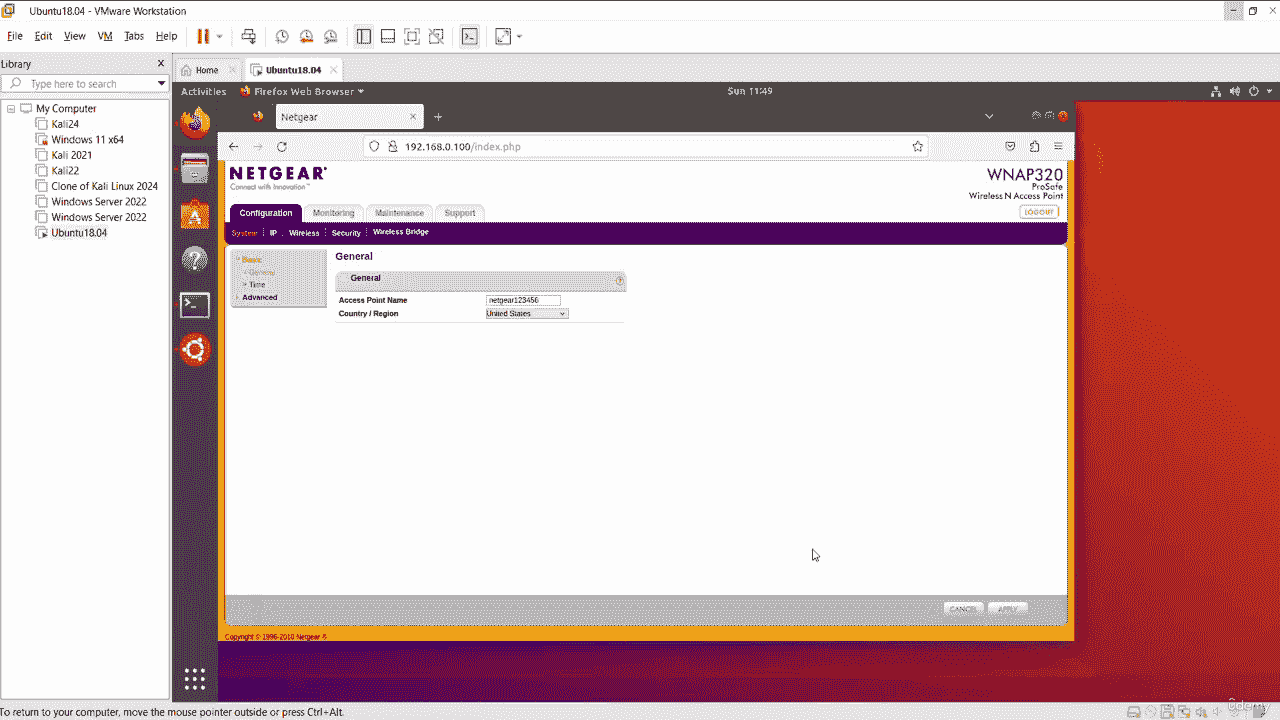 Ubuntu18.04 - VMware Workstation
File Edit View VM Tabs Help
Library
Home
Ubuntu18.04
Type here to search
Activities
Firefox Web Browser
Sun 11:49
My Computer
Kali24
Windows 11 x64
Kali 2021
Kali22
Clone of Kali Linux 2024
Windows Server 2022
Windows Server 2022
Ubuntu18.04
Netgear
192.168.0.100/index.php
NETGEAR
Connect with Innovation™
WNAP320
ProSafe
Wireless N Access Point
Configuration Monitoring Maintenance Support
LOGOUT
System IP Wireless Security Wireless Bridge
Basic
General
Time
Advanced
General
General
Access Point Name netgear123456
Country / Region United States
CANCEL APPLY
Copyright © 1996-2010 Netgear ®
To return to your computer, move the mouse pointer outside or press Ctrl+Alt.